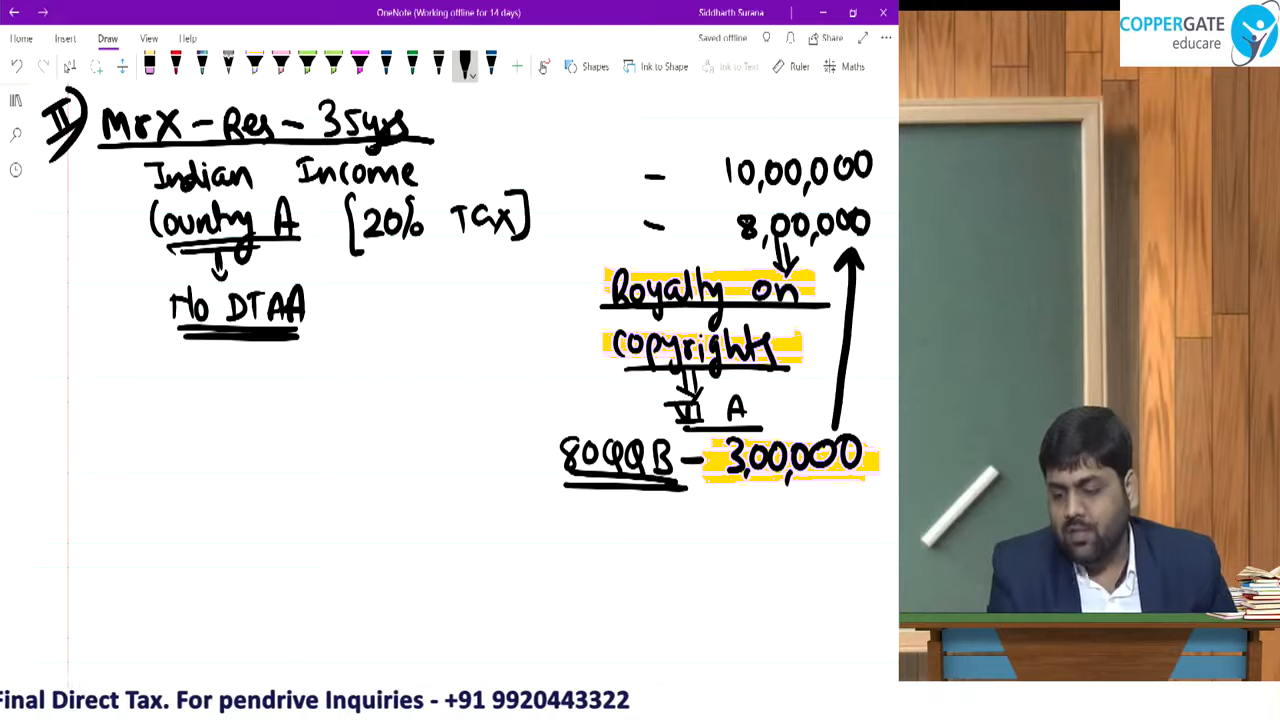 OneNote (Working offline for 14 days)
Siddharth Surana
COPPERGATE
educare
Home Insert Draw View Help
Saved offline
Share
Shapes
Ink to Shape
Ink to Text
Ruler
Maths
II) Mr X - Res - 35yrs
Indian Income - 10,00,000
Country A [20% Tax] - 8,00,000
No DTAA
Royalty on
Copyrights
VI A
80QQB - 3,00,000
Final Direct Tax. For pendrive Inquiries - +91 9920443322